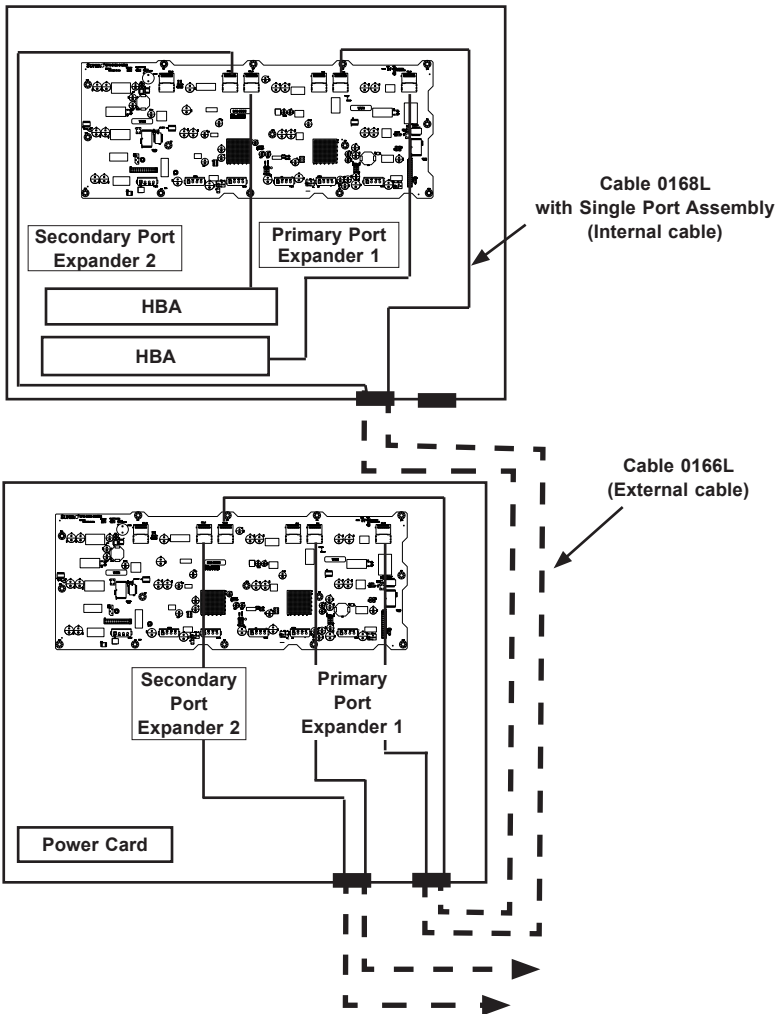 Cable 0168L
with Single Port Assembly
(Internal cable)
Secondary Port
Expander 2
Primary Port
Expander 1
HBA
HBA
Cable 0166L
(External cable)
Secondary
Port
Expander 2
Primary
Port
Expander 1
Power Card